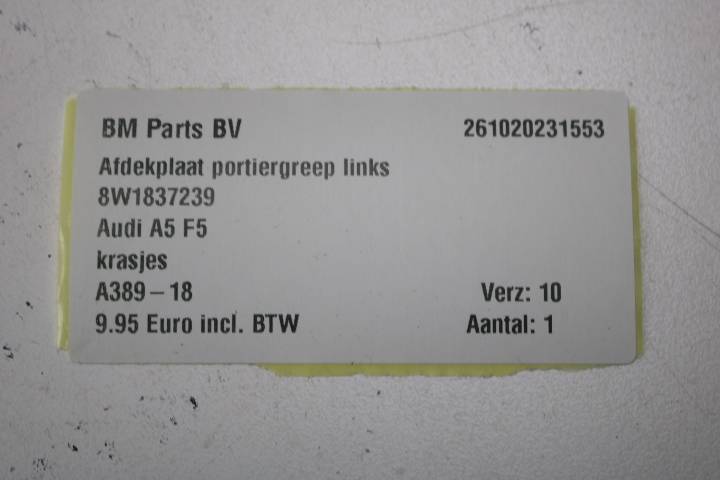 BM Parts BV 261020231553
Afdekplaat portiergreep links
8W1837239
Audi A5 F5
krasjes
A389-18 Verz: 10
9.95 Euro incl. BTW Aantal: 1